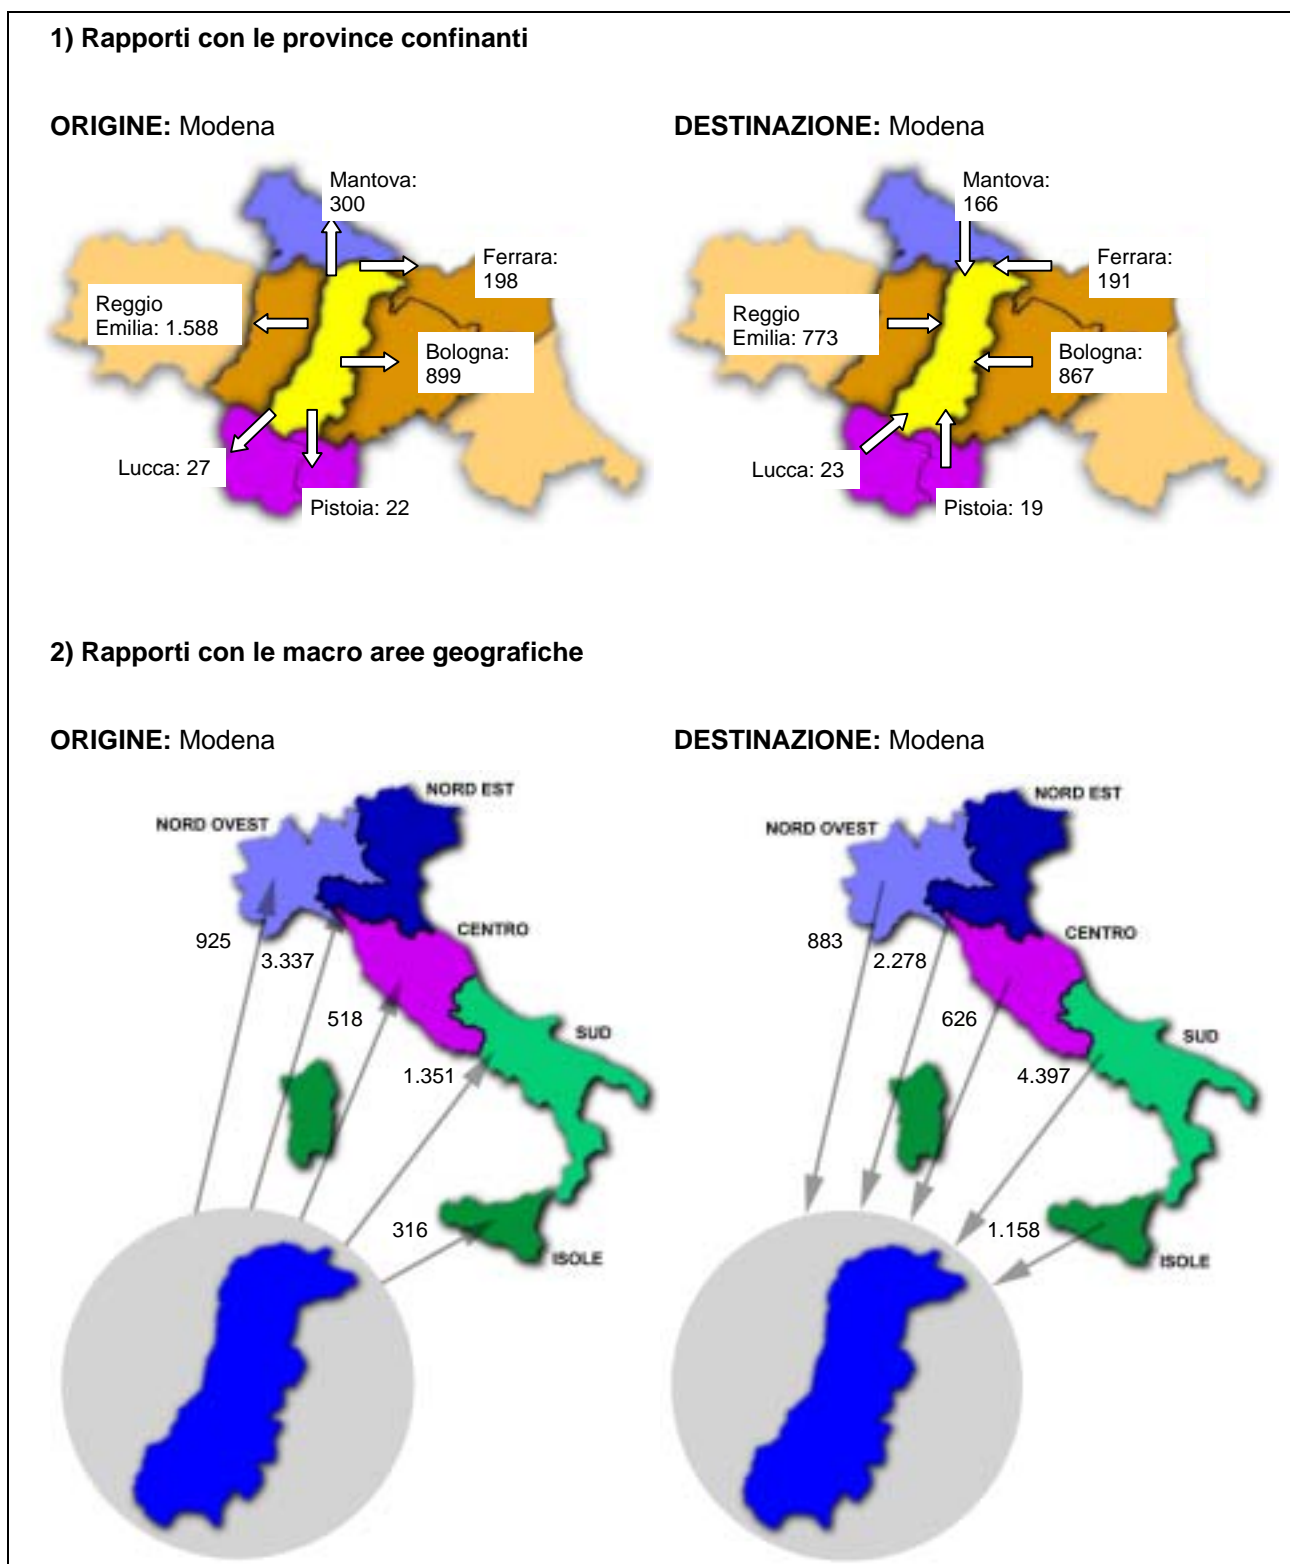 1) Rapporti con le province confinanti
ORIGINE: Modena
Mantova:
300
Ferrara:
198
Reggio
Emilia: 1.588
Bologna:
899
Lucca: 27
Pistoia: 22
DESTINAZIONE: Modena
Mantova:
166
Ferrara:
191
Reggio
Emilia: 773
Bologna:
867
Lucca: 23
Pistoia: 19
2) Rapporti con le macro aree geografiche
ORIGINE: Modena
NORD EST
NORD OVEST
CENTRO
925
3.337
518
SUD
1.351
316
ISOLE
DESTINAZIONE: Modena
NORD EST
NORD OVEST
CENTRO
883
2.278
626
SUD
4.397
1.158
ISOLE